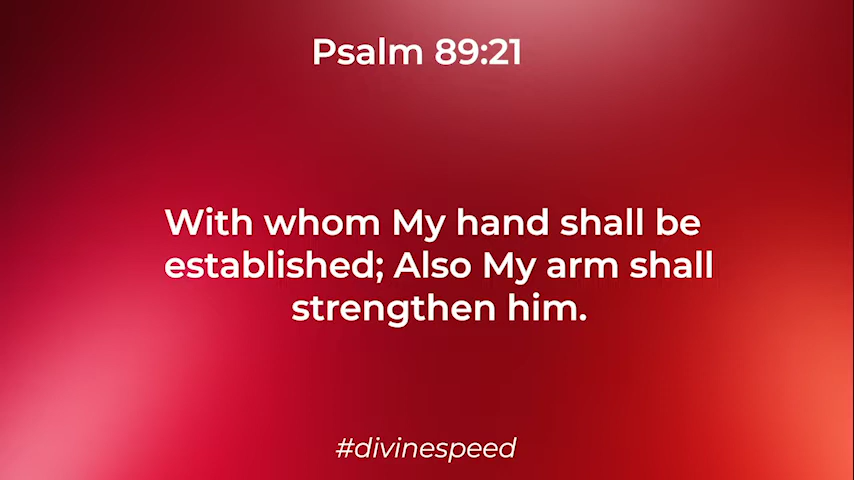 Psalm 89:21
With whom My hand shall be
established; Also My arm shall
strengthen him.
#divinespeed